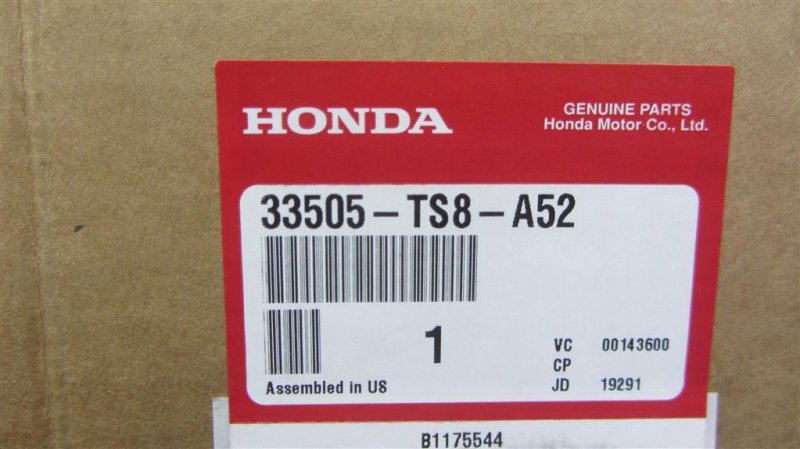 HONDA
GENUINE PARTS
Honda Motor Co., Ltd.
33505-TS8-A52
1
VC 00143600
CP
JD 19291
Assembled in US
B1175544